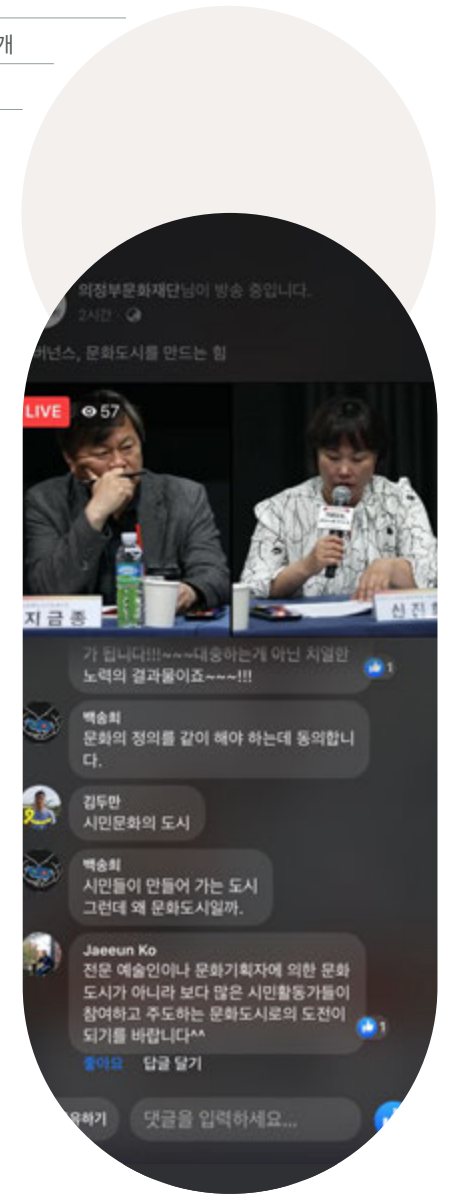 개
의정부문화재단님이 방송 중입니다.
2시간 ·
버넌스, 문화도시를 만드는 힘
LIVE 57
지금종
신진
가 됩니다!!!~~~대충하는게 아닌 치열한
노력의 결과물이죠~~~!!!
1
백송희
문화의 정의를 같이 해야 하는데 동의합니
다.
김두만
시민문화의 도시
백송희
시민들이 만들어 가는 도시
그런데 왜 문화도시일까.
Jaeeun Ko
전문 예술인이나 문화기획자에 의한 문화
도시가 아니라 보다 많은 시민활동가들이
참여하고 주도하는 문화도시로의 도전이
되기를 바랍니다^^
1
좋아요 답글 달기
유하기 댓글을 입력하세요...